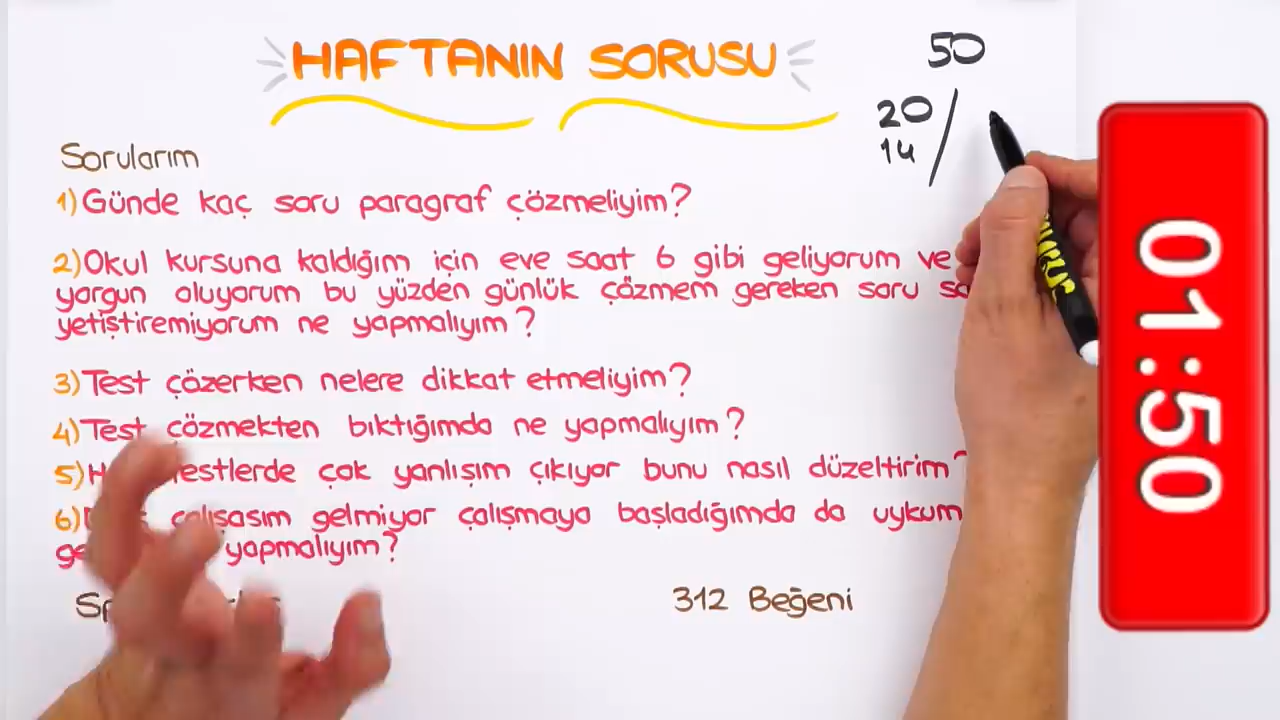 HAFTANIN SORUSU
50
20
14
Sorularım
1)Günde kaç soru paragraf çözmeliyim?
2)Okul kursuna kaldığım için eve saat 6 gibi geliyorum ve
yorgun oluyorum bu yüzden günlük çözmem gereken soru
yetiştiremiyorum ne yapmalıyım?
3)Test çözerken nelere dikkat etmeliyim?
4)Test çözmekten bıktığımda ne yapmalıyım?
5) testlerde çok yanlışım çıkıyor bunu nasıl düzeltirim?
6) çalışasım gelmiyor çalışmaya başladığımda da uykum
yapmalıyım?
312 Beğeni
01:50